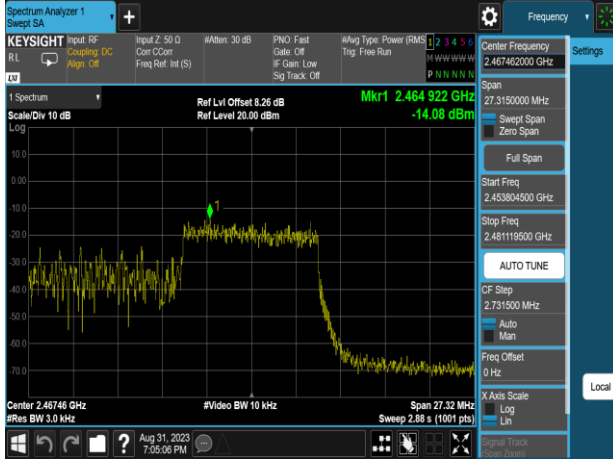 Spectrum Analyzer 1
Swept SA
+
Frequency
KEYSIGHT
RL
LXI
Input: RF
Coupling: DC
Align: Off
Input Z: 50 Ω
Corr CCorr
Freq Ref: Int (S)
#Atten: 30 dB
PNO: Fast
Gate: Off
IF Gain: Low
Sig Track: Off
#Avg Type: Power (RMS
Trig: Free Run
1 2 3 4 5 6
M W W W W W
P N N N N N
1 Spectrum
Scale/Div 10 dB
Log
Ref Lvl Offset 8.26 dB
Ref Level 20.00 dBm
Mkr1 2.464 922 GHz
-14.08 dBm
10.0
0.00
-10.0
-20.0
-30.0
-40.0
-50.0
-60.0
-70.0
1
Center 2.46746 GHz
#Res BW 3.0 kHz
#Video BW 10 kHz
Span 27.32 MHz
Sweep 2.88 s (1001 pts)
Aug 31, 2023
7:05:06 PM
?
Center Frequency
2.467462000 GHz
Span
27.3150000 MHz
Swept Span
Zero Span
Full Span
Start Freq
2.453804500 GHz
Stop Freq
2.481119500 GHz
AUTO TUNE
CF Step
2.731500 MHz
Auto
Man
Freq Offset
0 Hz
X Axis Scale
Log
Lin
Signal Track
(Span Zoom)
Settings
Local